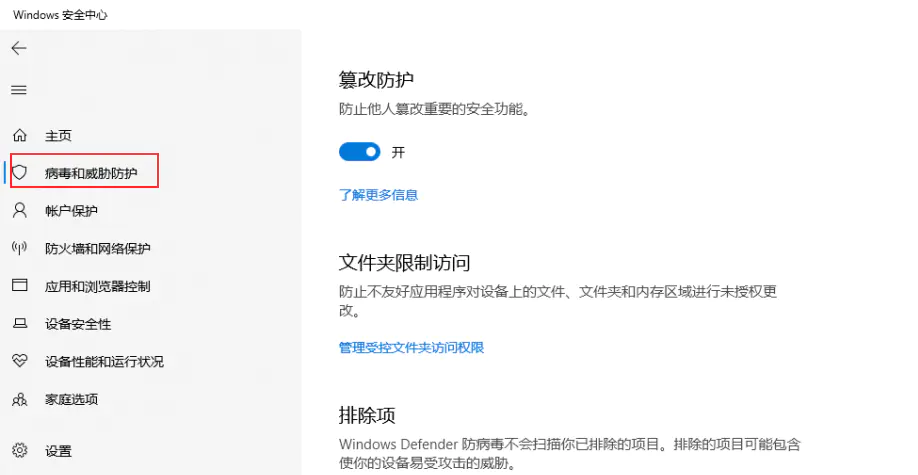 Windows 安全中心
主页
病毒和威胁防护
帐户保护
防火墙和网络保护
应用和浏览器控制
设备安全性
设备性能和运行状况
家庭选项
设置
篡改防护
防止他人篡改重要的安全功能。
开
了解更多信息
文件夹限制访问
防止不友好应用程序对设备上的文件、文件夹和内存区域进行未授权更
改。
管理受控文件夹访问权限
排除项
Windows Defender 防病毒不会扫描你已排除的项目。排除的项目可能包含
使你的设备易受攻击的威胁。